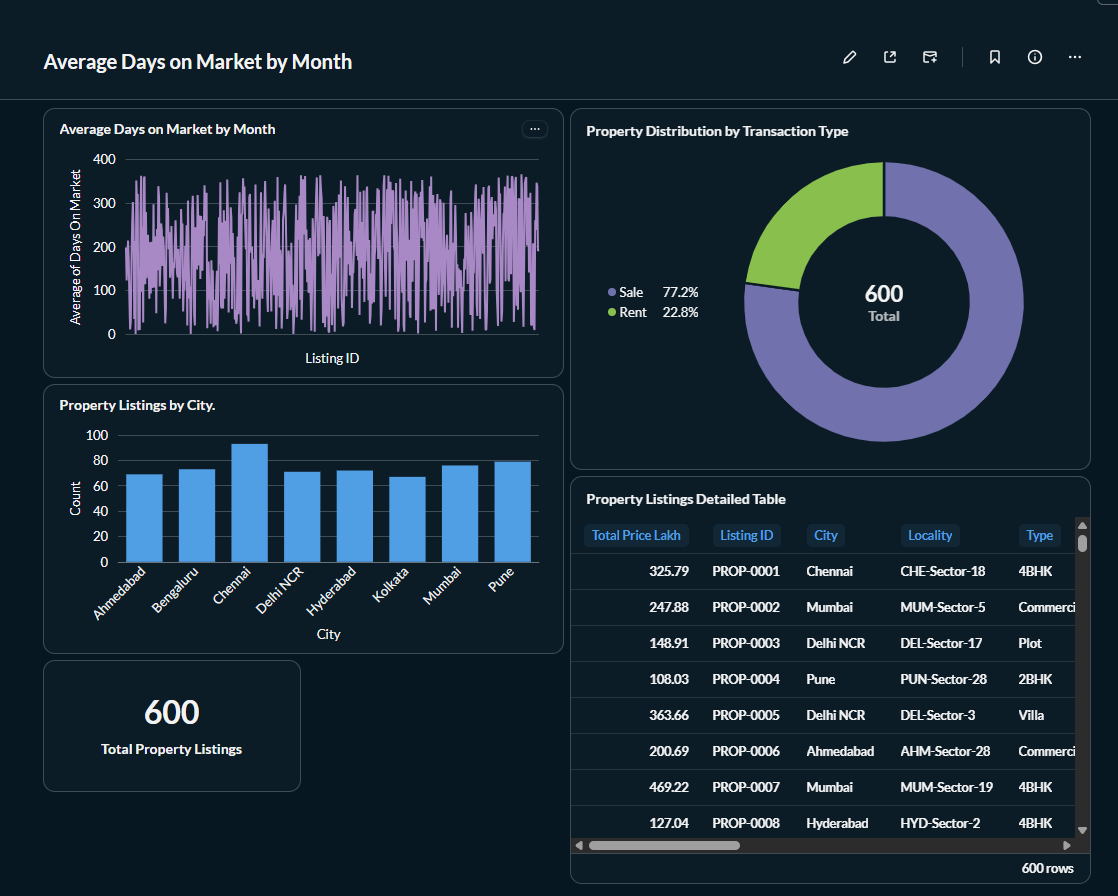 Average Days on Market by Month
Average Days on Market by Month
Average of Days On Market
400
300
200
100
0
Listing ID
Property Distribution by Transaction Type
Sale 77.2%
Rent 22.8%
600
Total
Property Listings by City.
Count
100
80
60
40
20
0
Ahmedabad
Bengaluru
Chennai
Delhi NCR
Hyderabad
Kolkata
Mumbai
Pune
City
600
Total Property Listings
Property Listings Detailed Table
Total Price Lakh Listing ID City Locality Type
325.79 PROP-0001 Chennai CHE-Sector-18 4BHK
247.88 PROP-0002 Mumbai MUM-Sector-5 Commerci
148.91 PROP-0003 Delhi NCR DEL-Sector-17 Plot
108.03 PROP-0004 Pune PUN-Sector-28 2BHK
363.66 PROP-0005 Delhi NCR DEL-Sector-3 Villa
200.69 PROP-0006 Ahmedabad AHM-Sector-28 Commerci
469.22 PROP-0007 Mumbai MUM-Sector-19 4BHK
127.04 PROP-0008 Hyderabad HYD-Sector-2 4BHK
600 rows